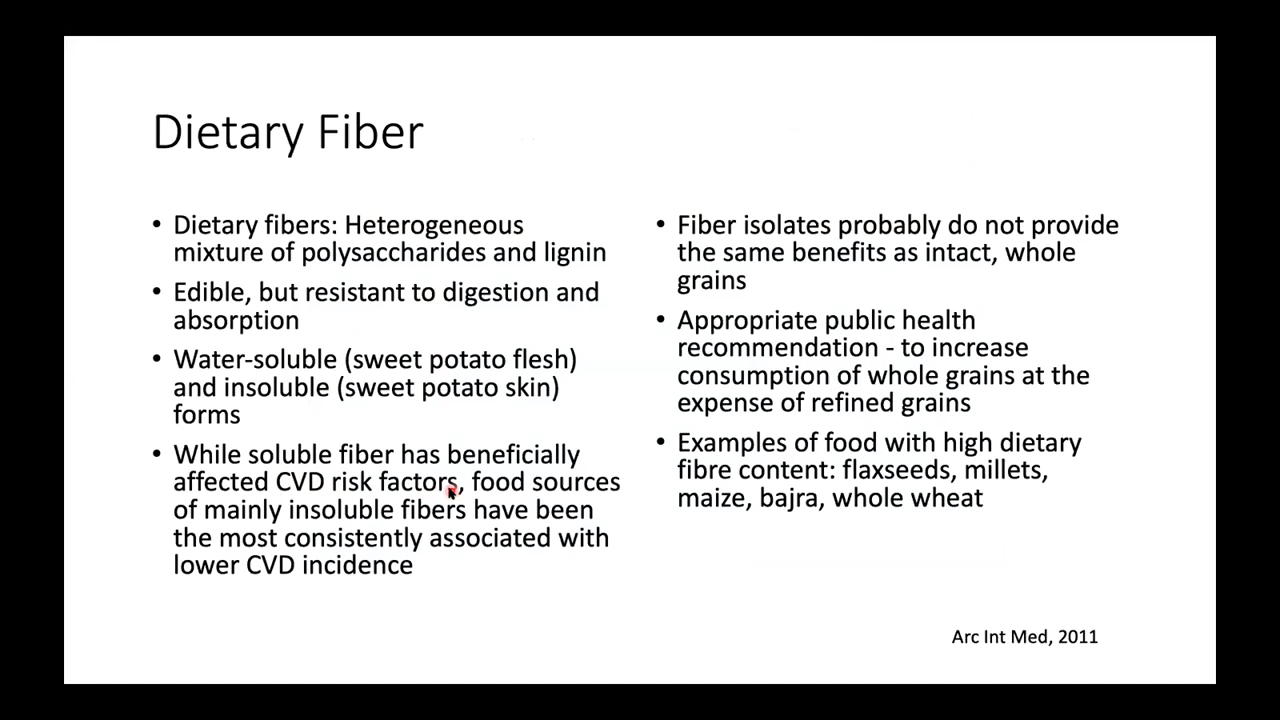 Dietary Fiber
• Dietary fibers: Heterogeneous
mixture of polysaccharides and lignin
• Edible, but resistant to digestion and
absorption
• Water-soluble (sweet potato flesh)
and insoluble (sweet potato skin)
forms
• While soluble fiber has beneficially
affected CVD risk factors, food sources
of mainly insoluble fibers have been
the most consistently associated with
lower CVD incidence
• Fiber isolates probably do not provide
the same benefits as intact, whole
grains
• Appropriate public health
recommendation - to increase
consumption of whole grains at the
expense of refined grains
• Examples of food with high dietary
fibre content: flaxseeds, millets,
maize, bajra, whole wheat
Arc Int Med, 2011